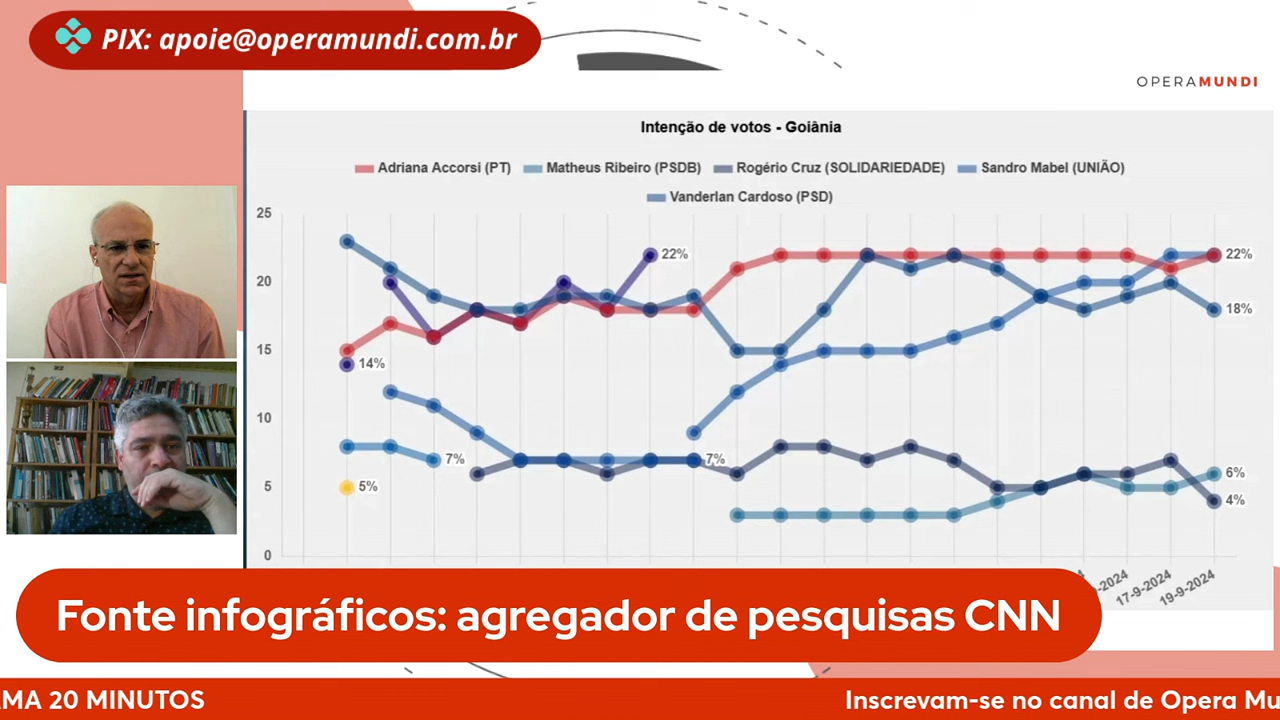 PIX: apoie@operamundi.com.br
OPERAMUNDI
Intenção de votos - Goiânia
Adriana Accorsi (PT) Matheus Ribeiro (PSDB) Rogério Cruz (SOLIDARIEDADE) Sandro Mabel (UNIÃO)
Vanderlan Cardoso (PSD)
25
20
15
10
5
0
22%
14%
7%
5%
7%
22%
18%
6%
4%
17-9-2024
19-9-2024
Fonte infográficos: agregador de pesquisas CNN
AMA 20 MINUTOS
Inscrevam-se no canal de Opera Mu